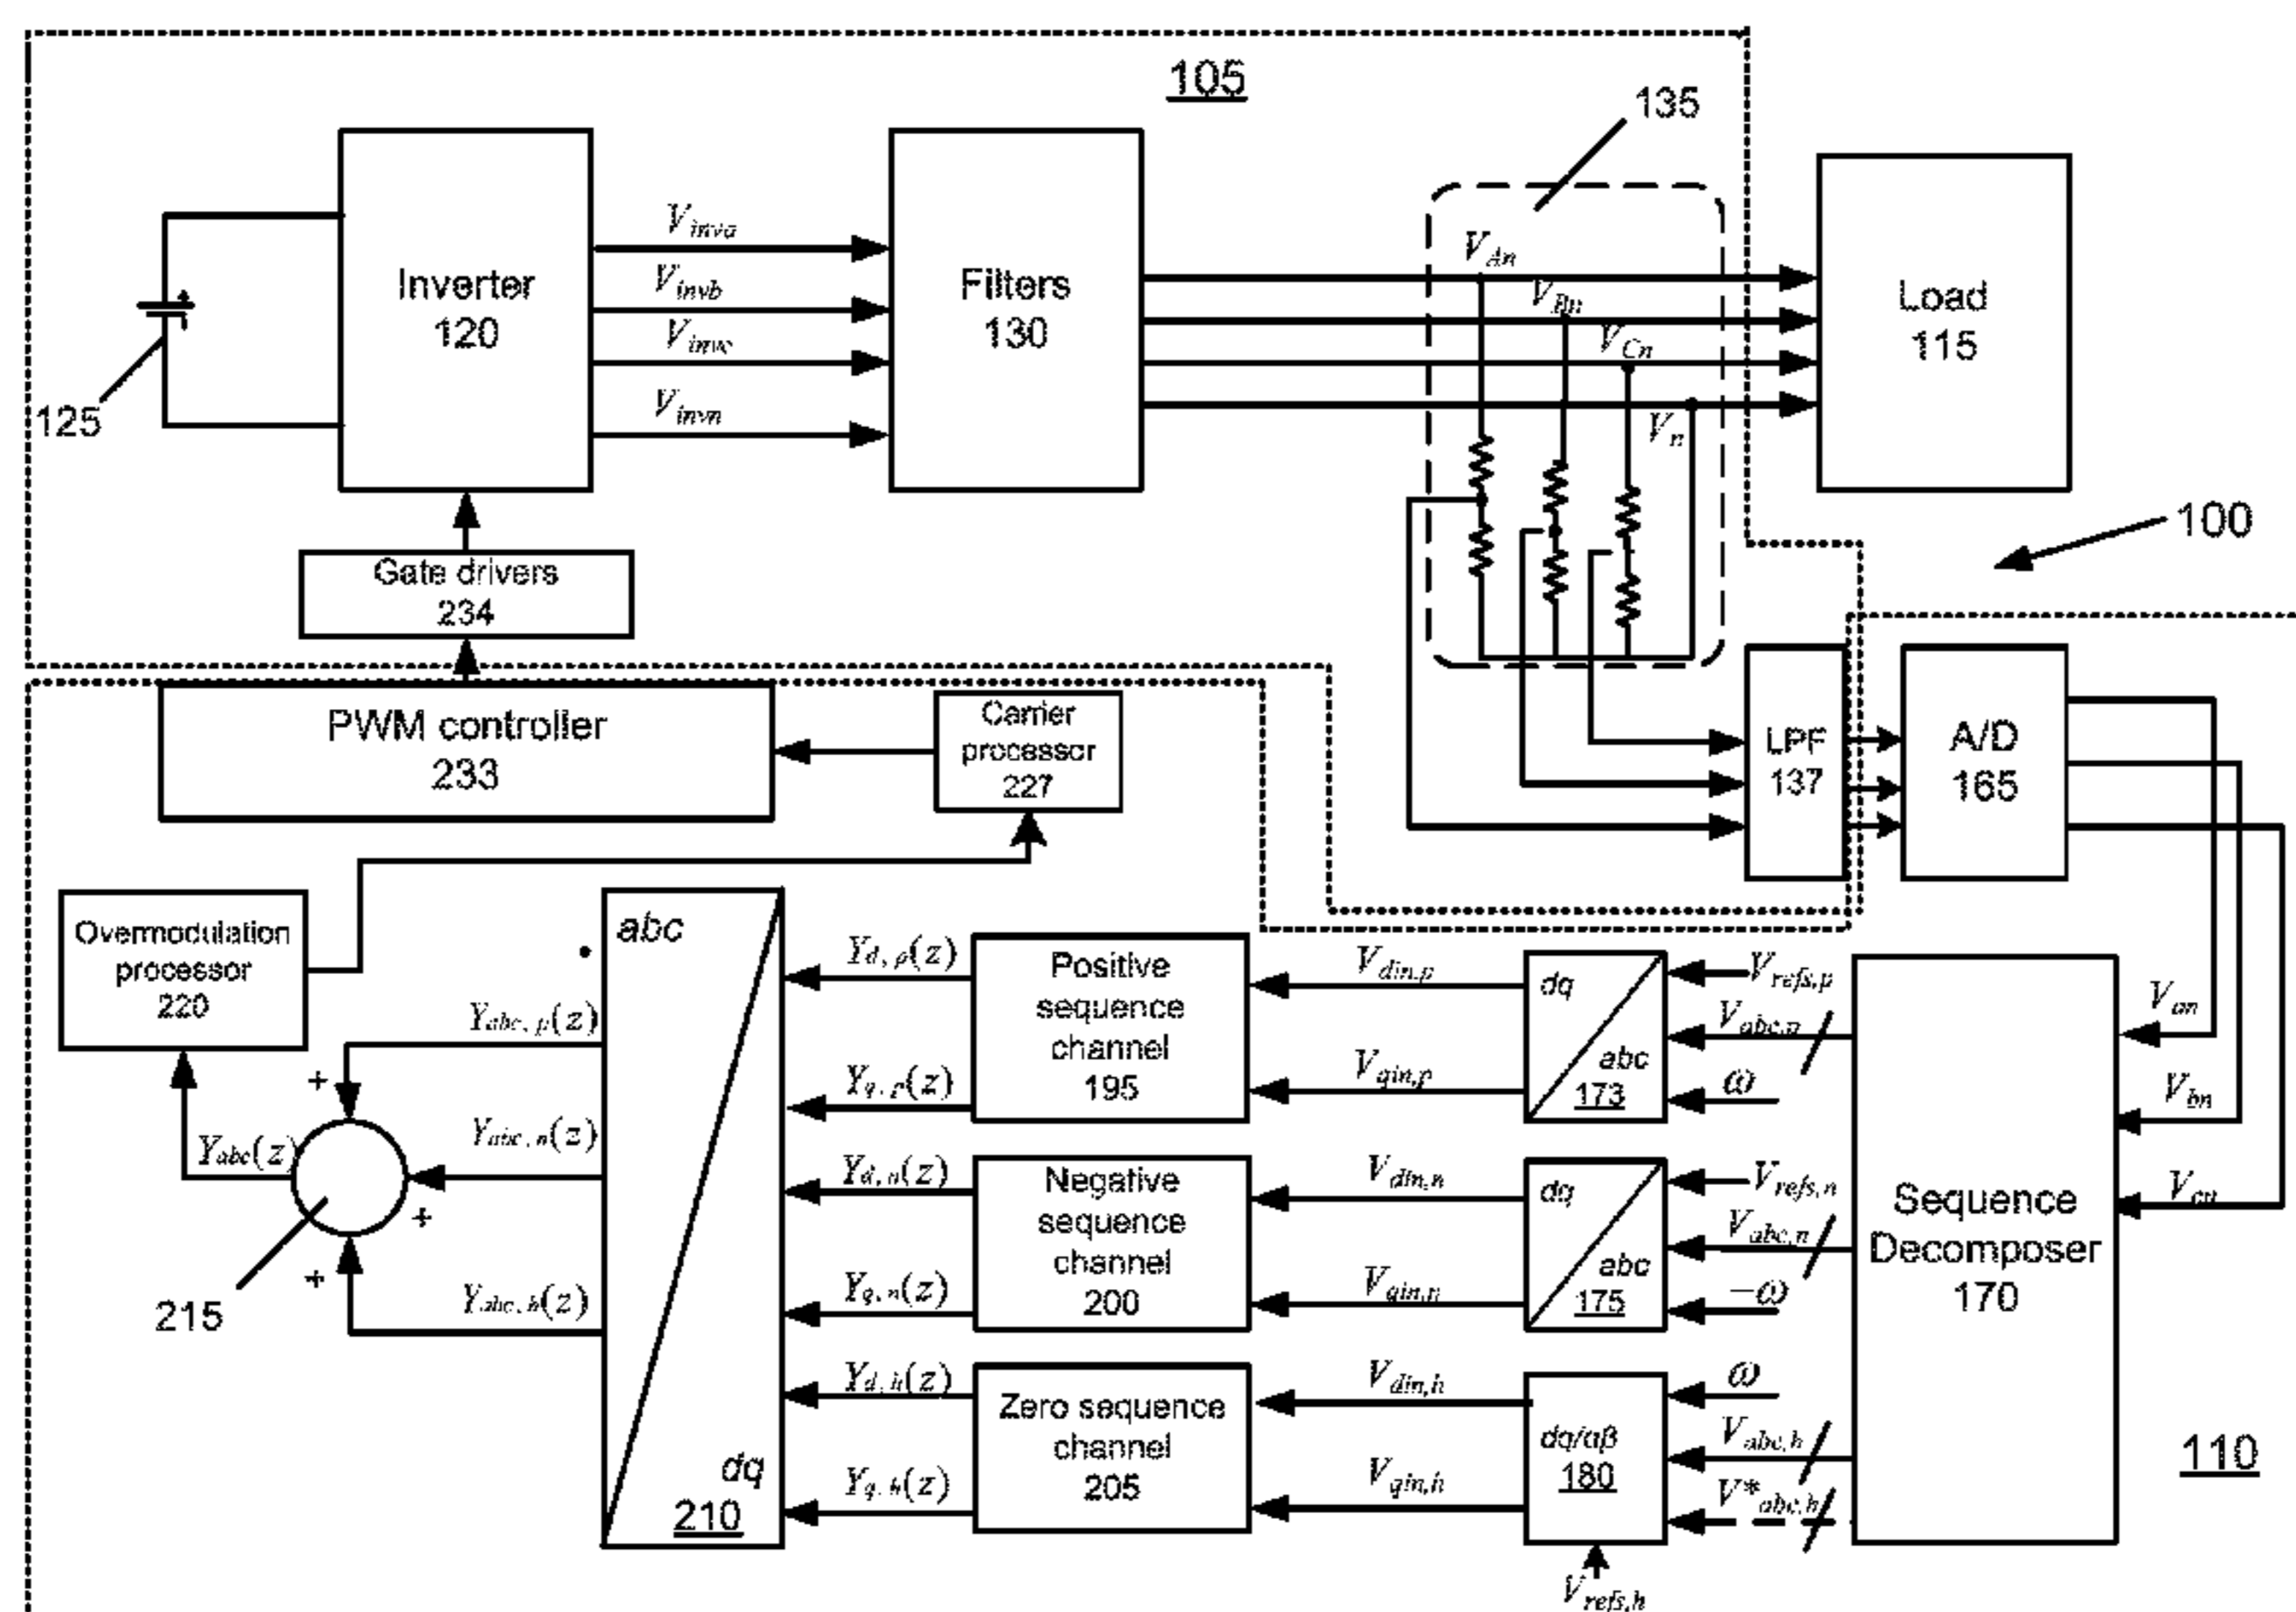 105
135
Inverter
120
Filters
130
Load
115
V_inva
V_invb
V_invc
V_invn
V_An
V_Bn
V_Cn
V_n
125
100
Gate drivers
234
PWM controller
233
Carrier
processor
227
LPF
137
A/D
165
Overmodulation
processor
220
abc
dq
210
Y_abc,p(z)
Y_abc,n(z)
Y_abc,h(z)
Y_abc(z)
+
+
+
215
Y_d,p(z)
Y_q,p(z)
Y_d,n(z)
Y_q,n(z)
Y_d,h(z)
Y_q,h(z)
Positive
sequence
channel
195
Negative
sequence
channel
200
Zero sequence
channel
205
V_din,p
V_qin,p
V_din,n
V_qin,n
V_din,h
V_qin,h
dq
abc
173
dq
abc
175
dq/αβ
180
V_refs,p
ω
V_refs,n
V_abc,n
−ω
ω
V_abc,h
V*_abc,h
V_refs,h
Sequence
Decomposer
170
V_an
V_bn
V_cn
110